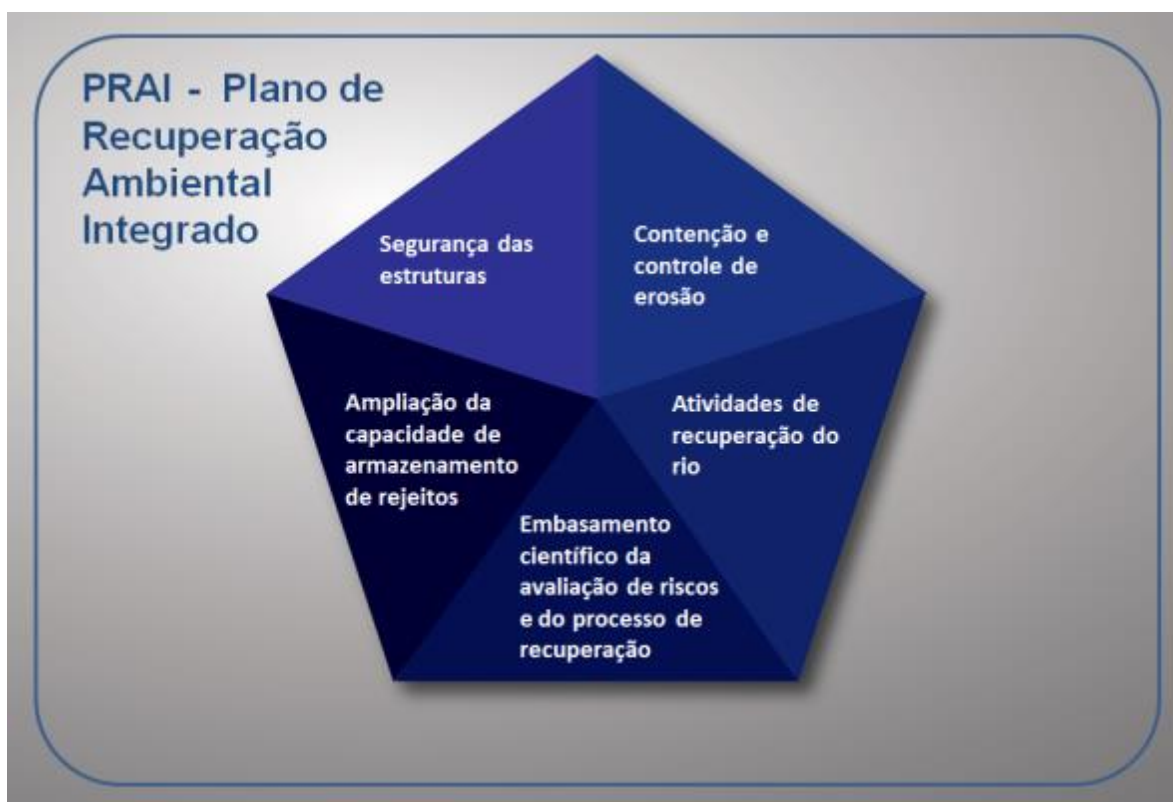 PRAI - Plano de
Recuperação
Ambiental
Integrado
Segurança das
estruturas
Contenção e
controle de
erosão
Ampliação da
capacidade de
armazenamento
de rejeitos
Atividades de
recuperação do
rio
Embasamento
científico da
avaliação de riscos
e do processo de
recuperação